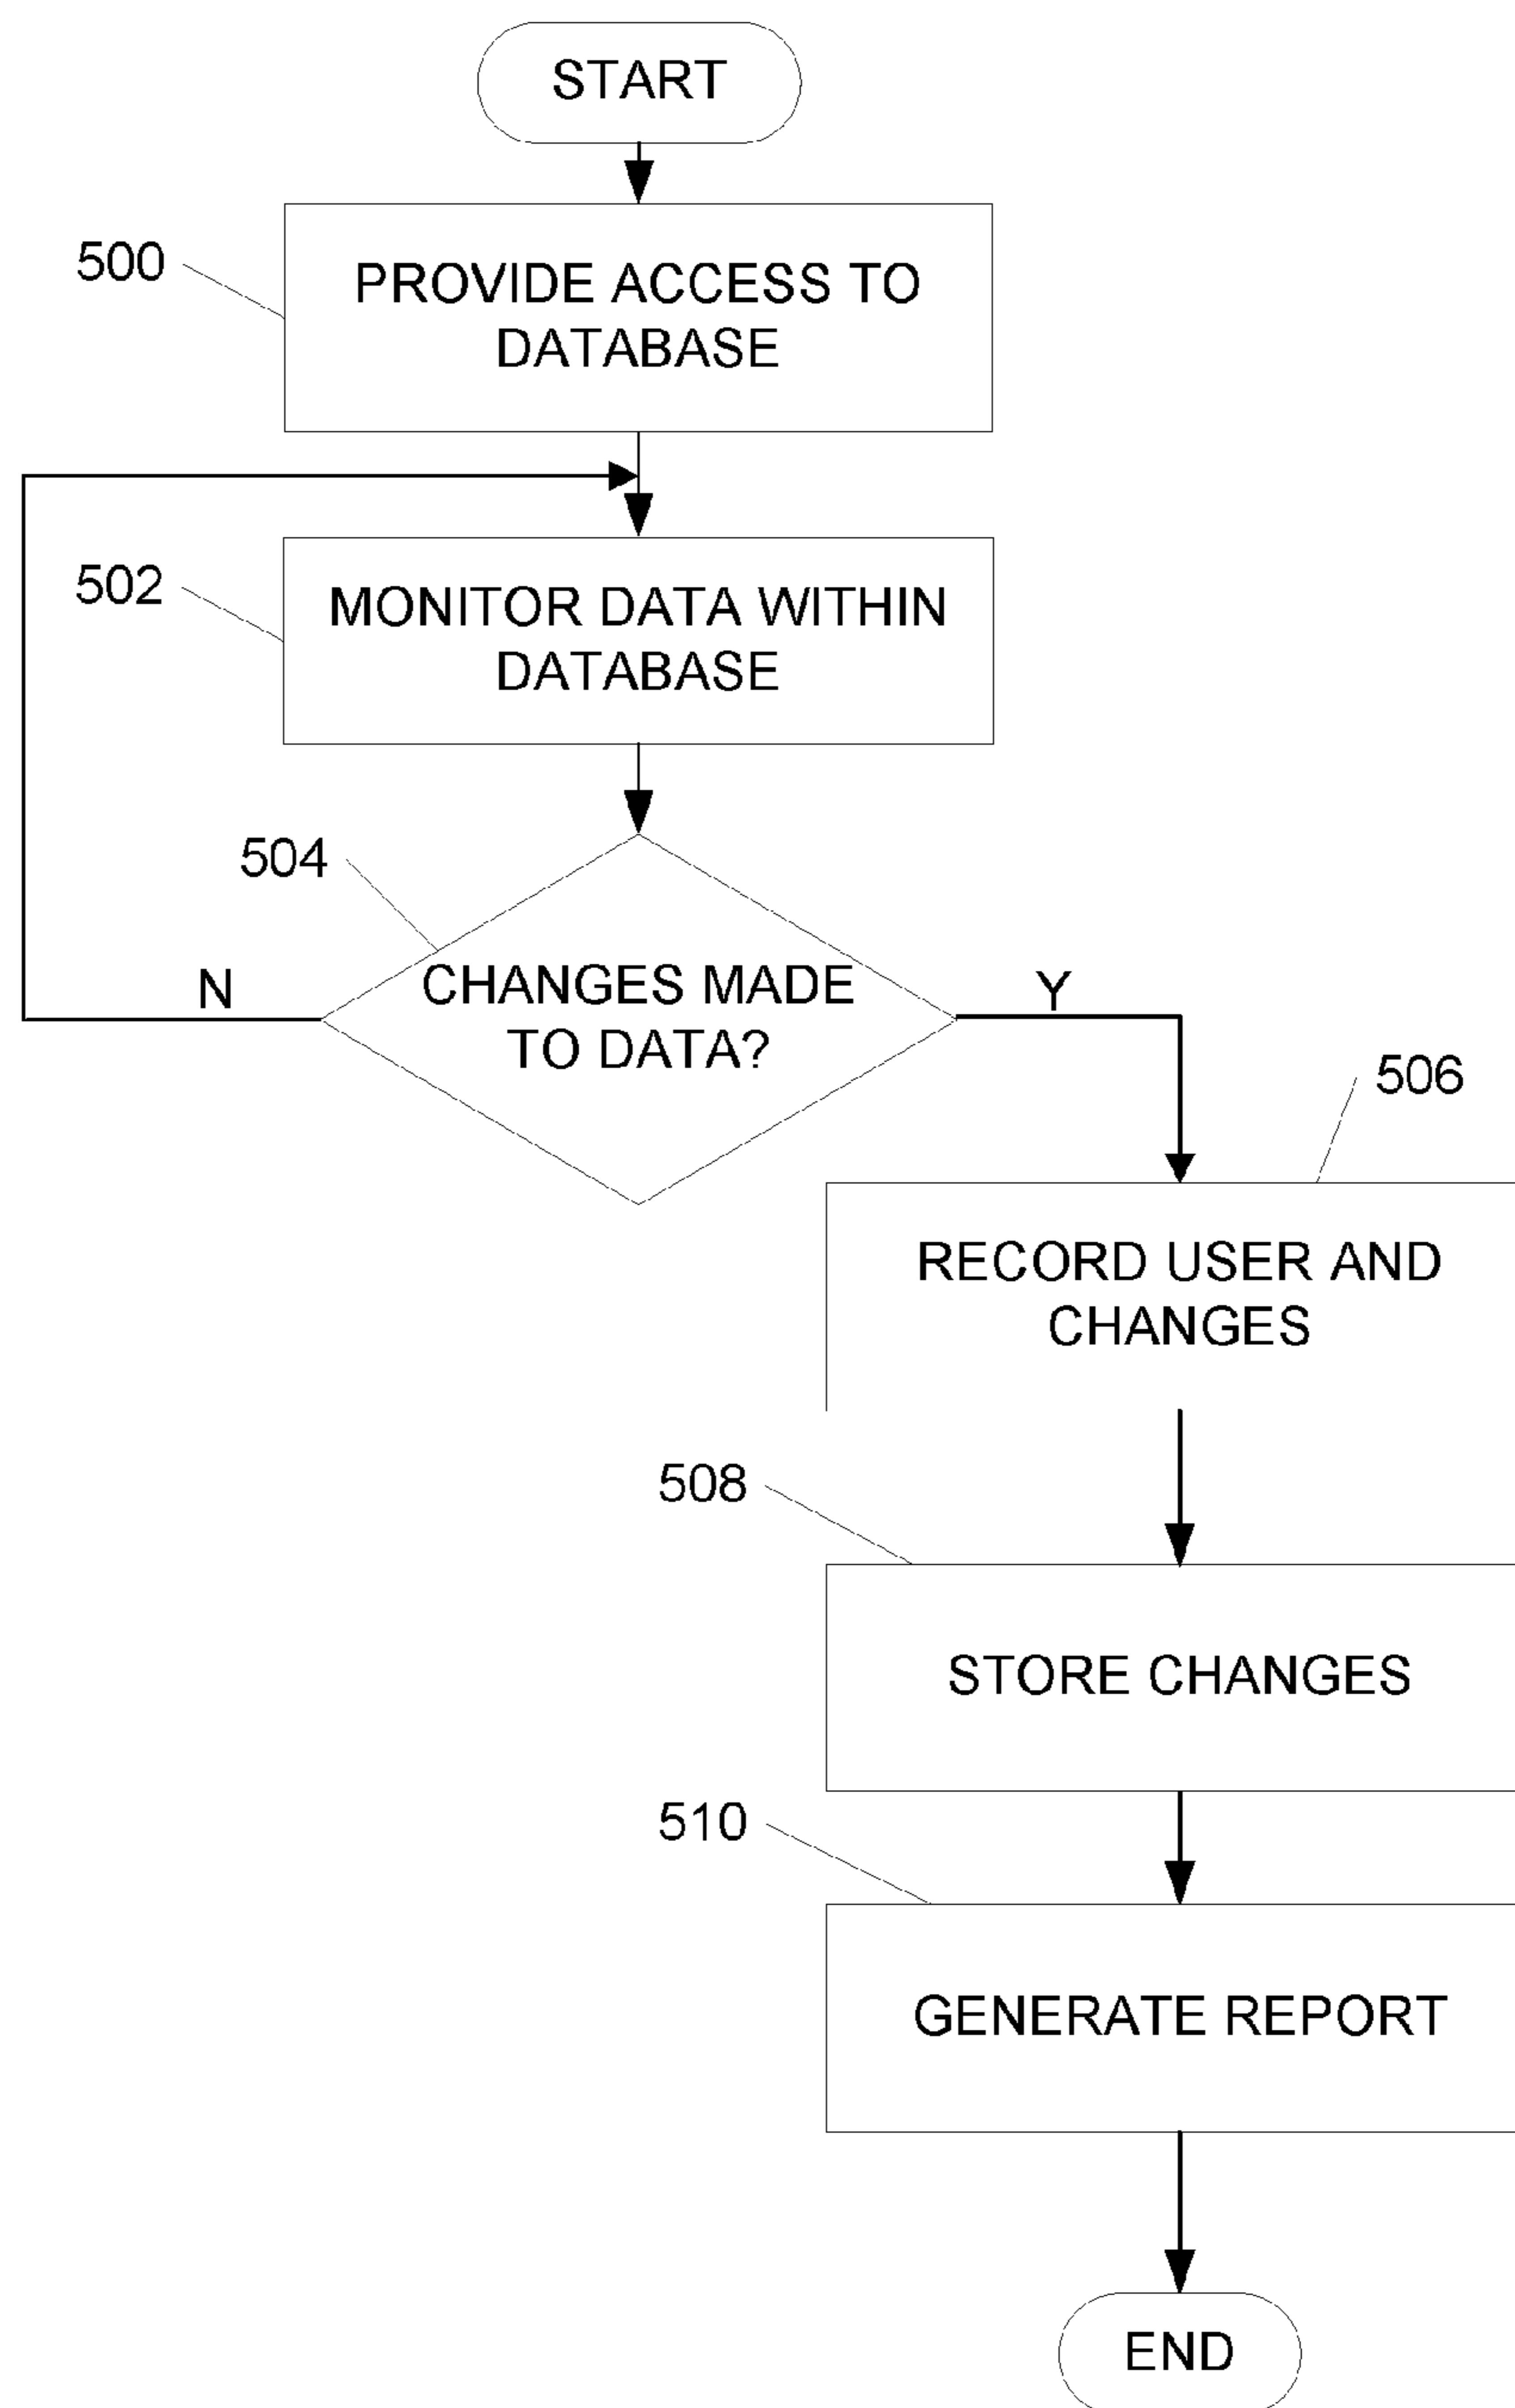 START
500
PROVIDE ACCESS TO
DATABASE
502
MONITOR DATA WITHIN
DATABASE
504
CHANGES MADE
TO DATA?
N
Y
506
RECORD USER AND
CHANGES
508
STORE CHANGES
510
GENERATE REPORT
END